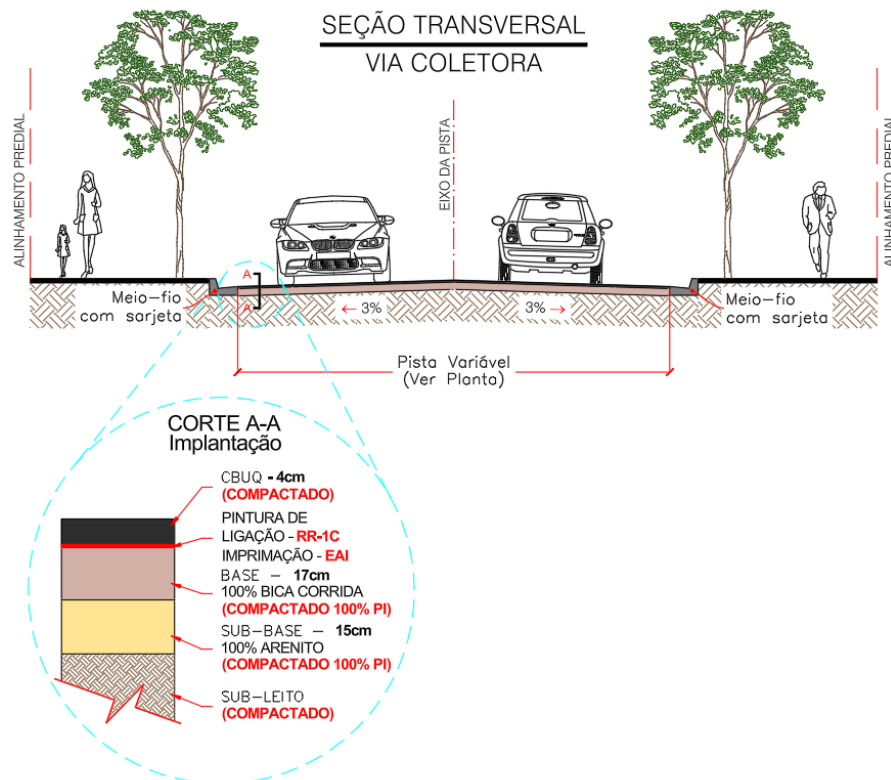 SEÇÃO TRANSVERSAL
VIA COLETORA
ALINHAMENTO PREDIAL
EIXO DA PISTA
ALINHAMENTO PREDIAL
A
A
Meio-fio
com sarjeta
← 3%
3% →
Meio-fio
com sarjeta
Pista Variável
(Ver Planta)
CORTE A-A
Implantação
CBUQ - 4cm
(COMPACTADO)
PINTURA DE
LIGAÇÃO - RR-1C
IMPRIMAÇÃO - EAI
BASE - 17cm
100% BICA CORRIDA
(COMPACTADO 100% PI)
SUB-BASE - 15cm
100% ARENITO
(COMPACTADO 100% PI)
SUB-LEITO
(COMPACTADO)